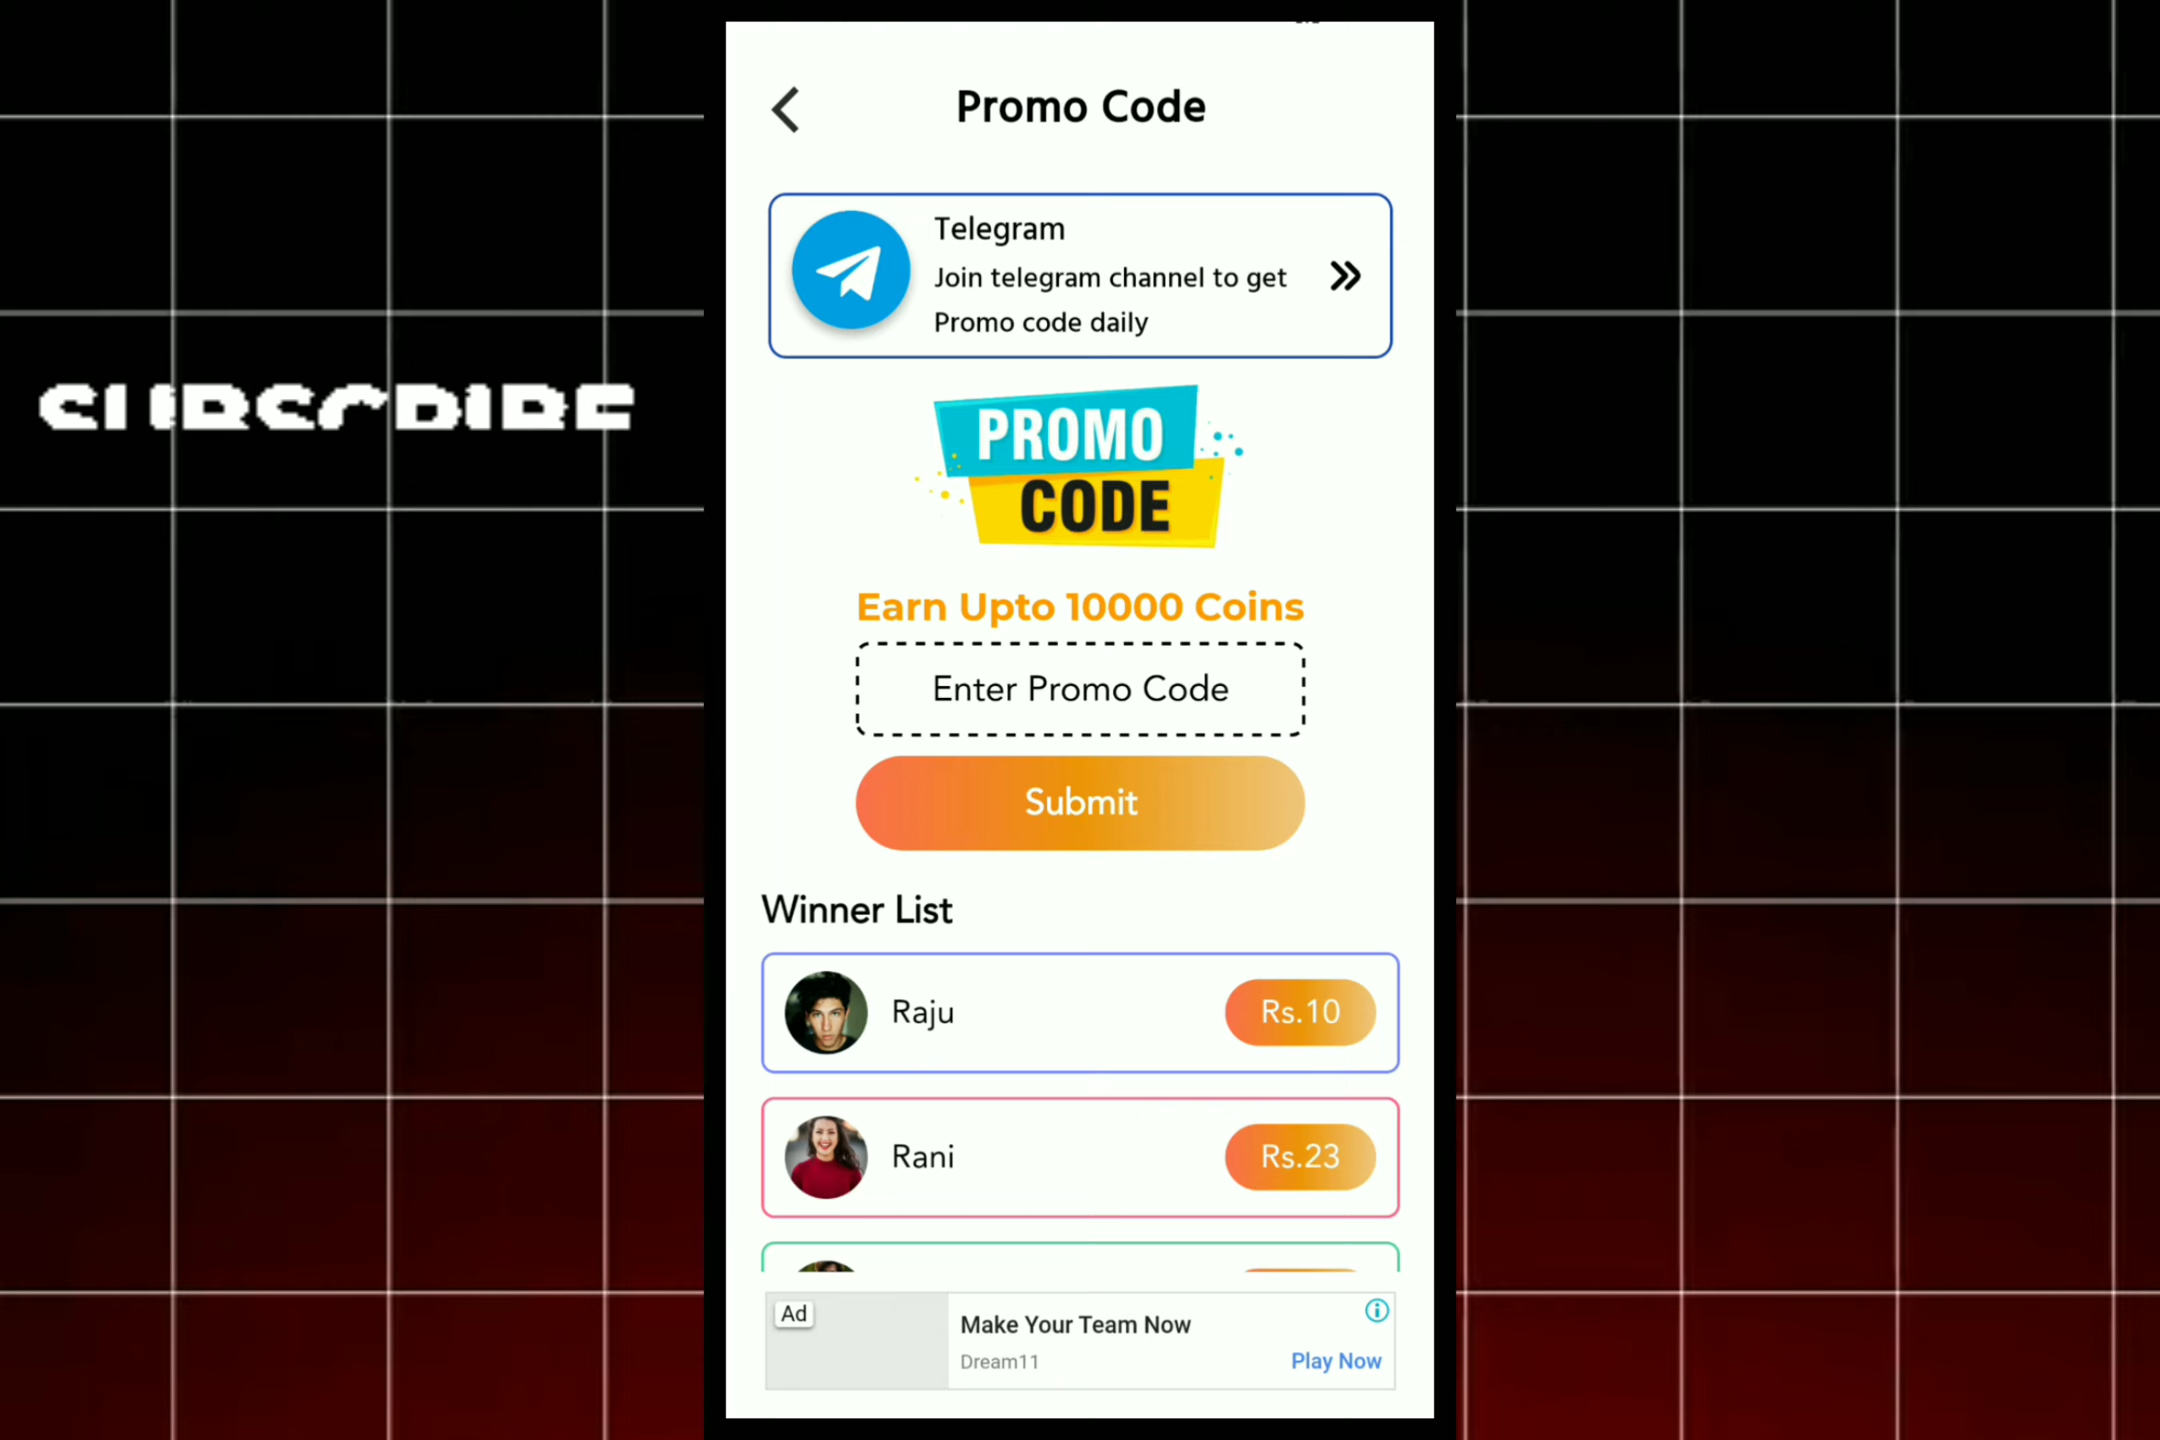 Promo Code
Telegram
Join telegram channel to get
Promo code daily
SUBSCRIBE
PROMO
CODE
Earn Upto 10000 Coins
Enter Promo Code
Submit
Winner List
Raju
Rs.10
Rani
Rs.23
Ad
Make Your Team Now
Dream11
Play Now